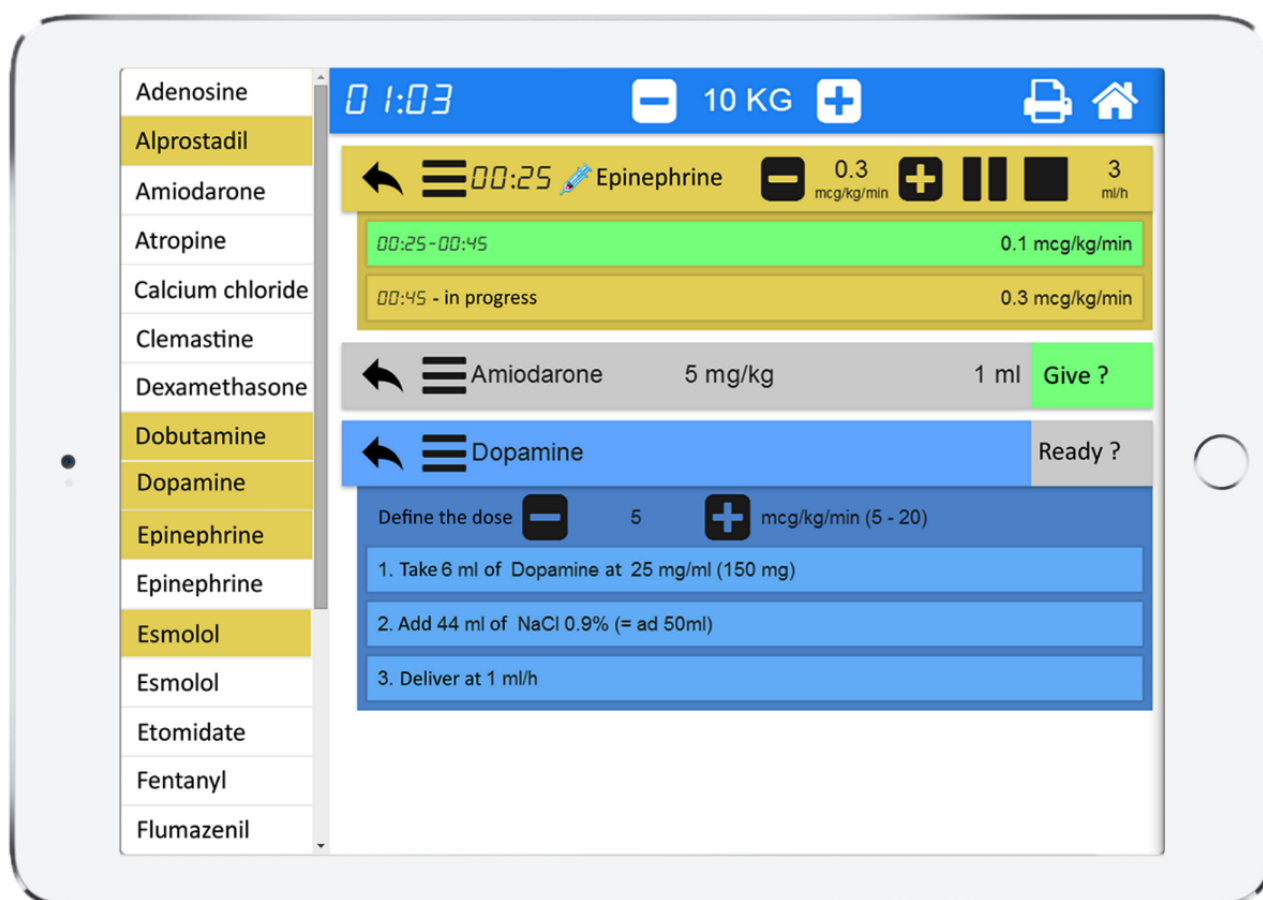 Adenosine
Alprostadil
Amiodarone
Atropine
Calcium chloride
Clemastine
Dexamethasone
Dobutamine
Dopamine
Epinephrine
Epinephrine
Esmolol
Esmolol
Etomidate
Fentanyl
Flumazenil
01:03 10 KG
00:25 Epinephrine 0.3 mcg/kg/min 3 ml/h
00:25-00:45 0.1 mcg/kg/min
00:45 - in progress 0.3 mcg/kg/min
Amiodarone 5 mg/kg 1 ml Give ?
Dopamine Ready ?
Define the dose 5 mcg/kg/min (5 - 20)
1. Take 6 ml of Dopamine at 25 mg/ml (150 mg)
2. Add 44 ml of NaCl 0.9% (= ad 50ml)
3. Deliver at 1 ml/h